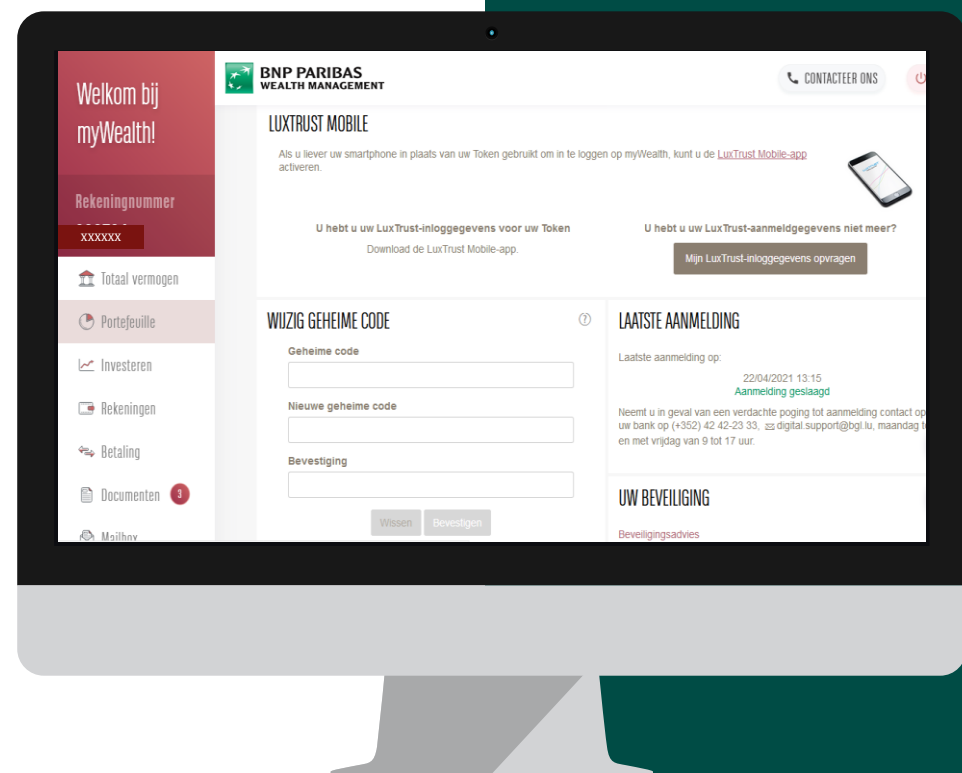 Welkom bij
myWealth!
Rekeningnummer
xxxxxx
Totaal vermogen
Portefeuille
Investeren
Rekeningen
Betaling
Documenten 3
Mailbox
BNP PARIBAS
WEALTH MANAGEMENT
CONTACTEER ONS
LUXTRUST MOBILE
Als u liever uw smartphone in plaats van uw Token gebruikt om in te loggen op myWealth, kunt u de LuxTrust Mobile-app
activeren.
U hebt u uw LuxTrust-inloggegevens voor uw Token
Download de LuxTrust Mobile-app.
U hebt u uw LuxTrust-aanmeldgegevens niet meer?
Mijn LuxTrust-inloggegevens opvragen
WIJZIG GEHEIME CODE
?
Geheime code
Nieuwe geheime code
Bevestiging
Wissen Bevestigen
LAATSTE AANMELDING
Laatste aanmelding op:
22/04/2021 13:15
Aanmelding geslaagd
Neemt u in geval van een verdachte poging tot aanmelding contact op
uw bank op (+352) 42 42-23 33, digital.support@bgl.lu, maandag
en met vrijdag van 9 tot 17 uur.
UW BEVEILIGING
Beveiligingsadvies